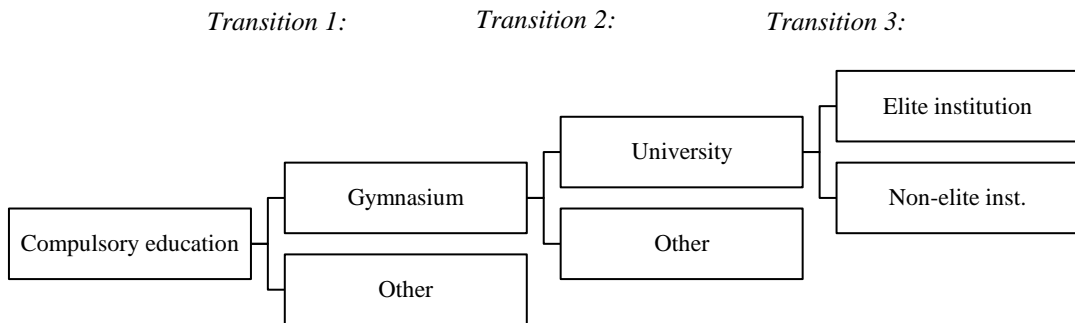 Transition 1:
Transition 2:
Transition 3:
Elite institution
University
Gymnasium
Non-elite inst.
Compulsory education
Other
Other